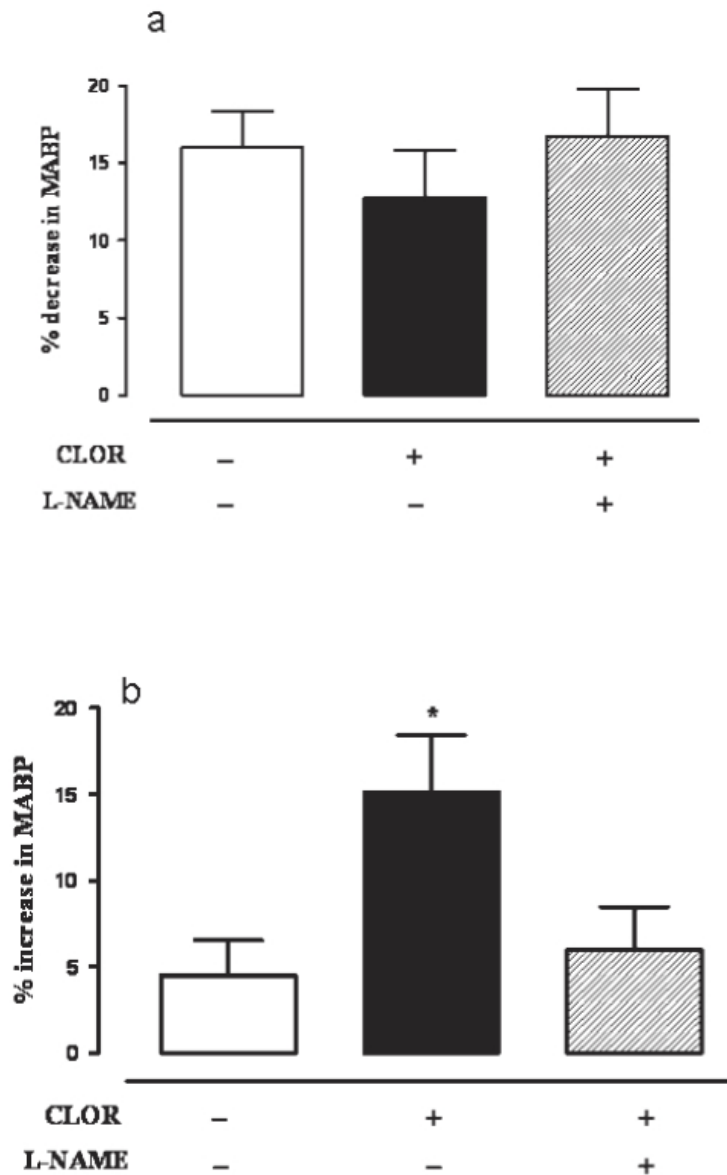 a
20
15
10
5
0
% decrease in MABP
CLOR – + +
L-NAME – – +
b
20
15
10
5
0
% increase in MABP
*
CLOR – + +
L-NAME – – +